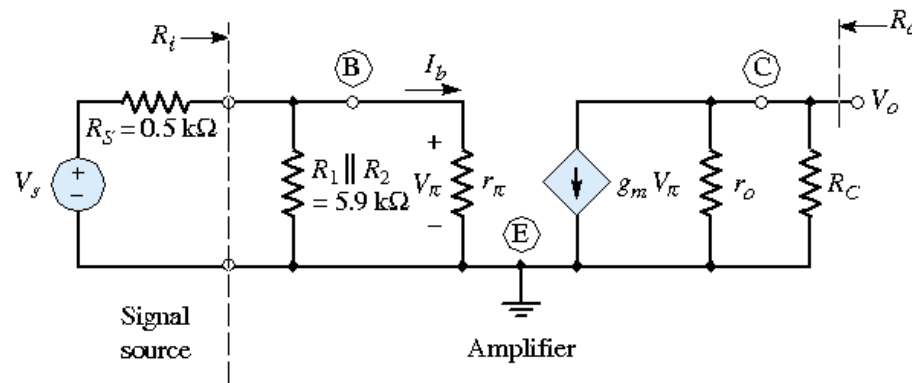 R_i
R_o
B
I_b
C
V_o
R_S = 0.5 kΩ
V_s
+
−
R_1 || R_2
= 5.9 kΩ
+
V_π
−
r_π
E
g_m V_π
r_o
R_C
Signal
source
Amplifier